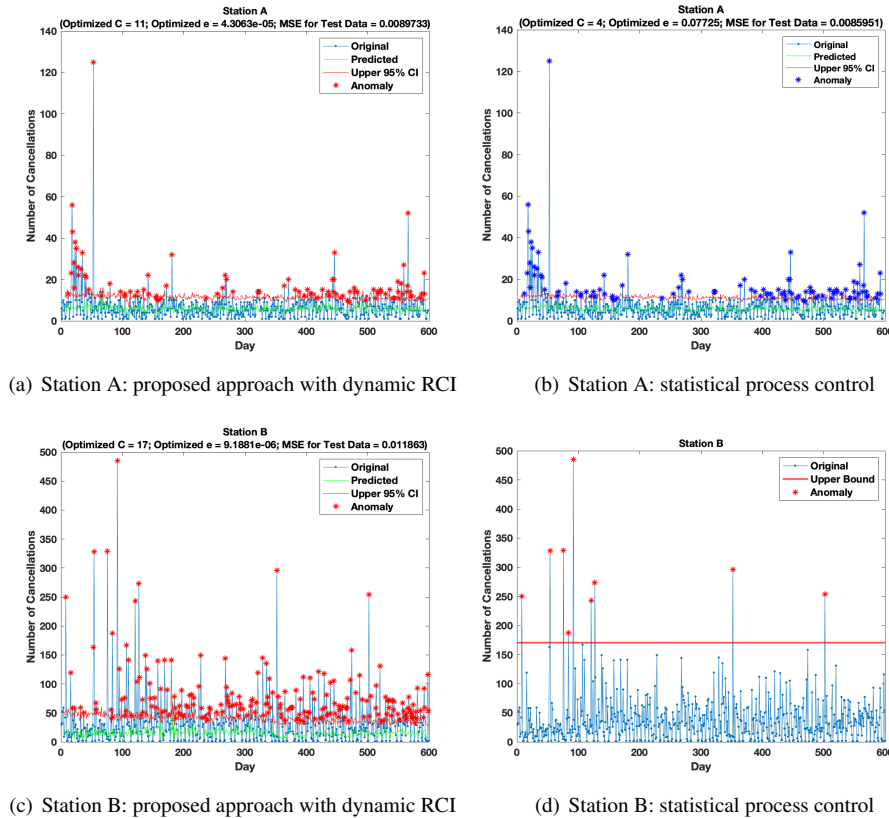 Station A
(Optimized C = 11; Optimized e = 4.3063e-05; MSE for Test Data = 0.0089733)
140
120
100
80
60
40
20
0
Number of Cancellations
Original
Predicted
Upper 95% CI
Anomaly
0 100 200 300 400 500 600
Day
(a) Station A: proposed approach with dynamic RCI
Station A
(Optimized C = 4; Optimized e = 0.07725; MSE for Test Data = 0.0085951)
140
120
100
80
60
40
20
0
Number of Cancellations
Original
Predicted
Upper 95% CI
Anomaly
0 100 200 300 400 500 600
Day
(b) Station A: statistical process control
Station B
(Optimized C = 17; Optimized e = 9.1881e-06; MSE for Test Data = 0.011863)
500
450
400
350
300
250
200
150
100
50
0
Number of Cancellations
Original
Predicted
Upper 95% CI
Anomaly
0 100 200 300 400 500 600
Day
(c) Station B: proposed approach with dynamic RCI
Station B
500
450
400
350
300
250
200
150
100
50
0
Number of Cancellations
Original
Upper Bound
Anomaly
0 100 200 300 400 500 600
Day
(d) Station B: statistical process control